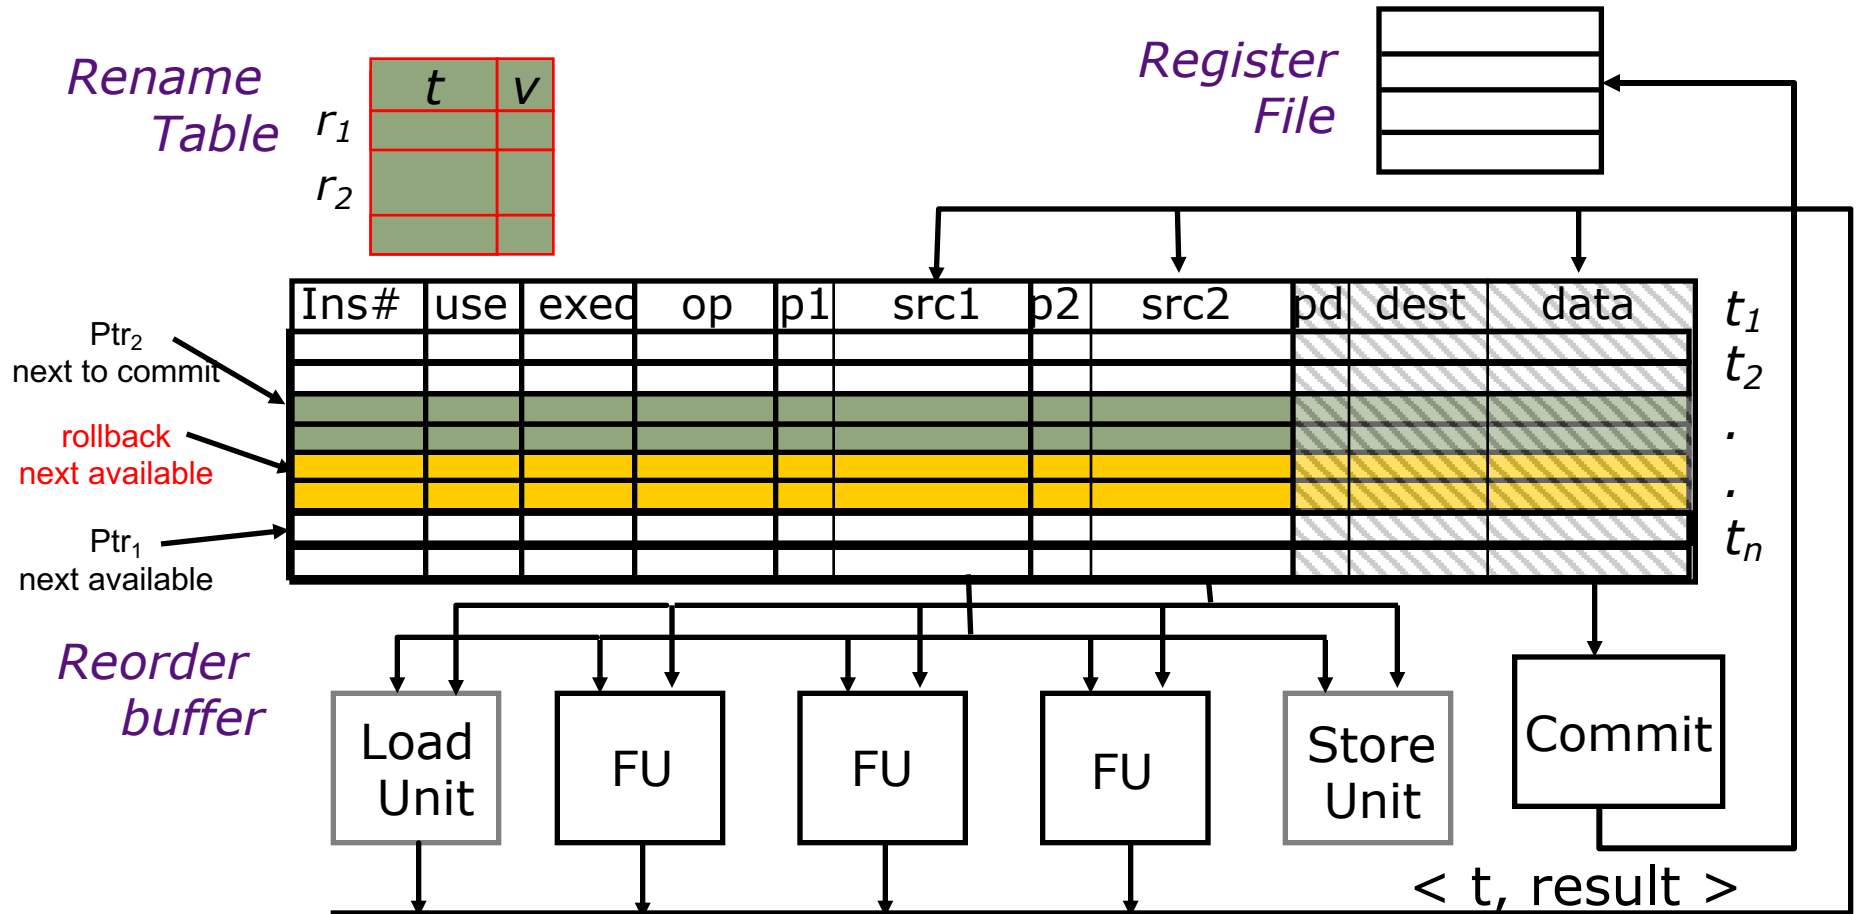 Rename
Table
t v
r1
r2
Register
File
Ins# use exec op p1 src1 p2 src2 pd dest data
t1
t2
.
.
tn
Ptr2
next to commit
rollback
next available
Ptr1
next available
Reorder
buffer
Load
Unit
FU
FU
FU
Store
Unit
Commit
< t, result >